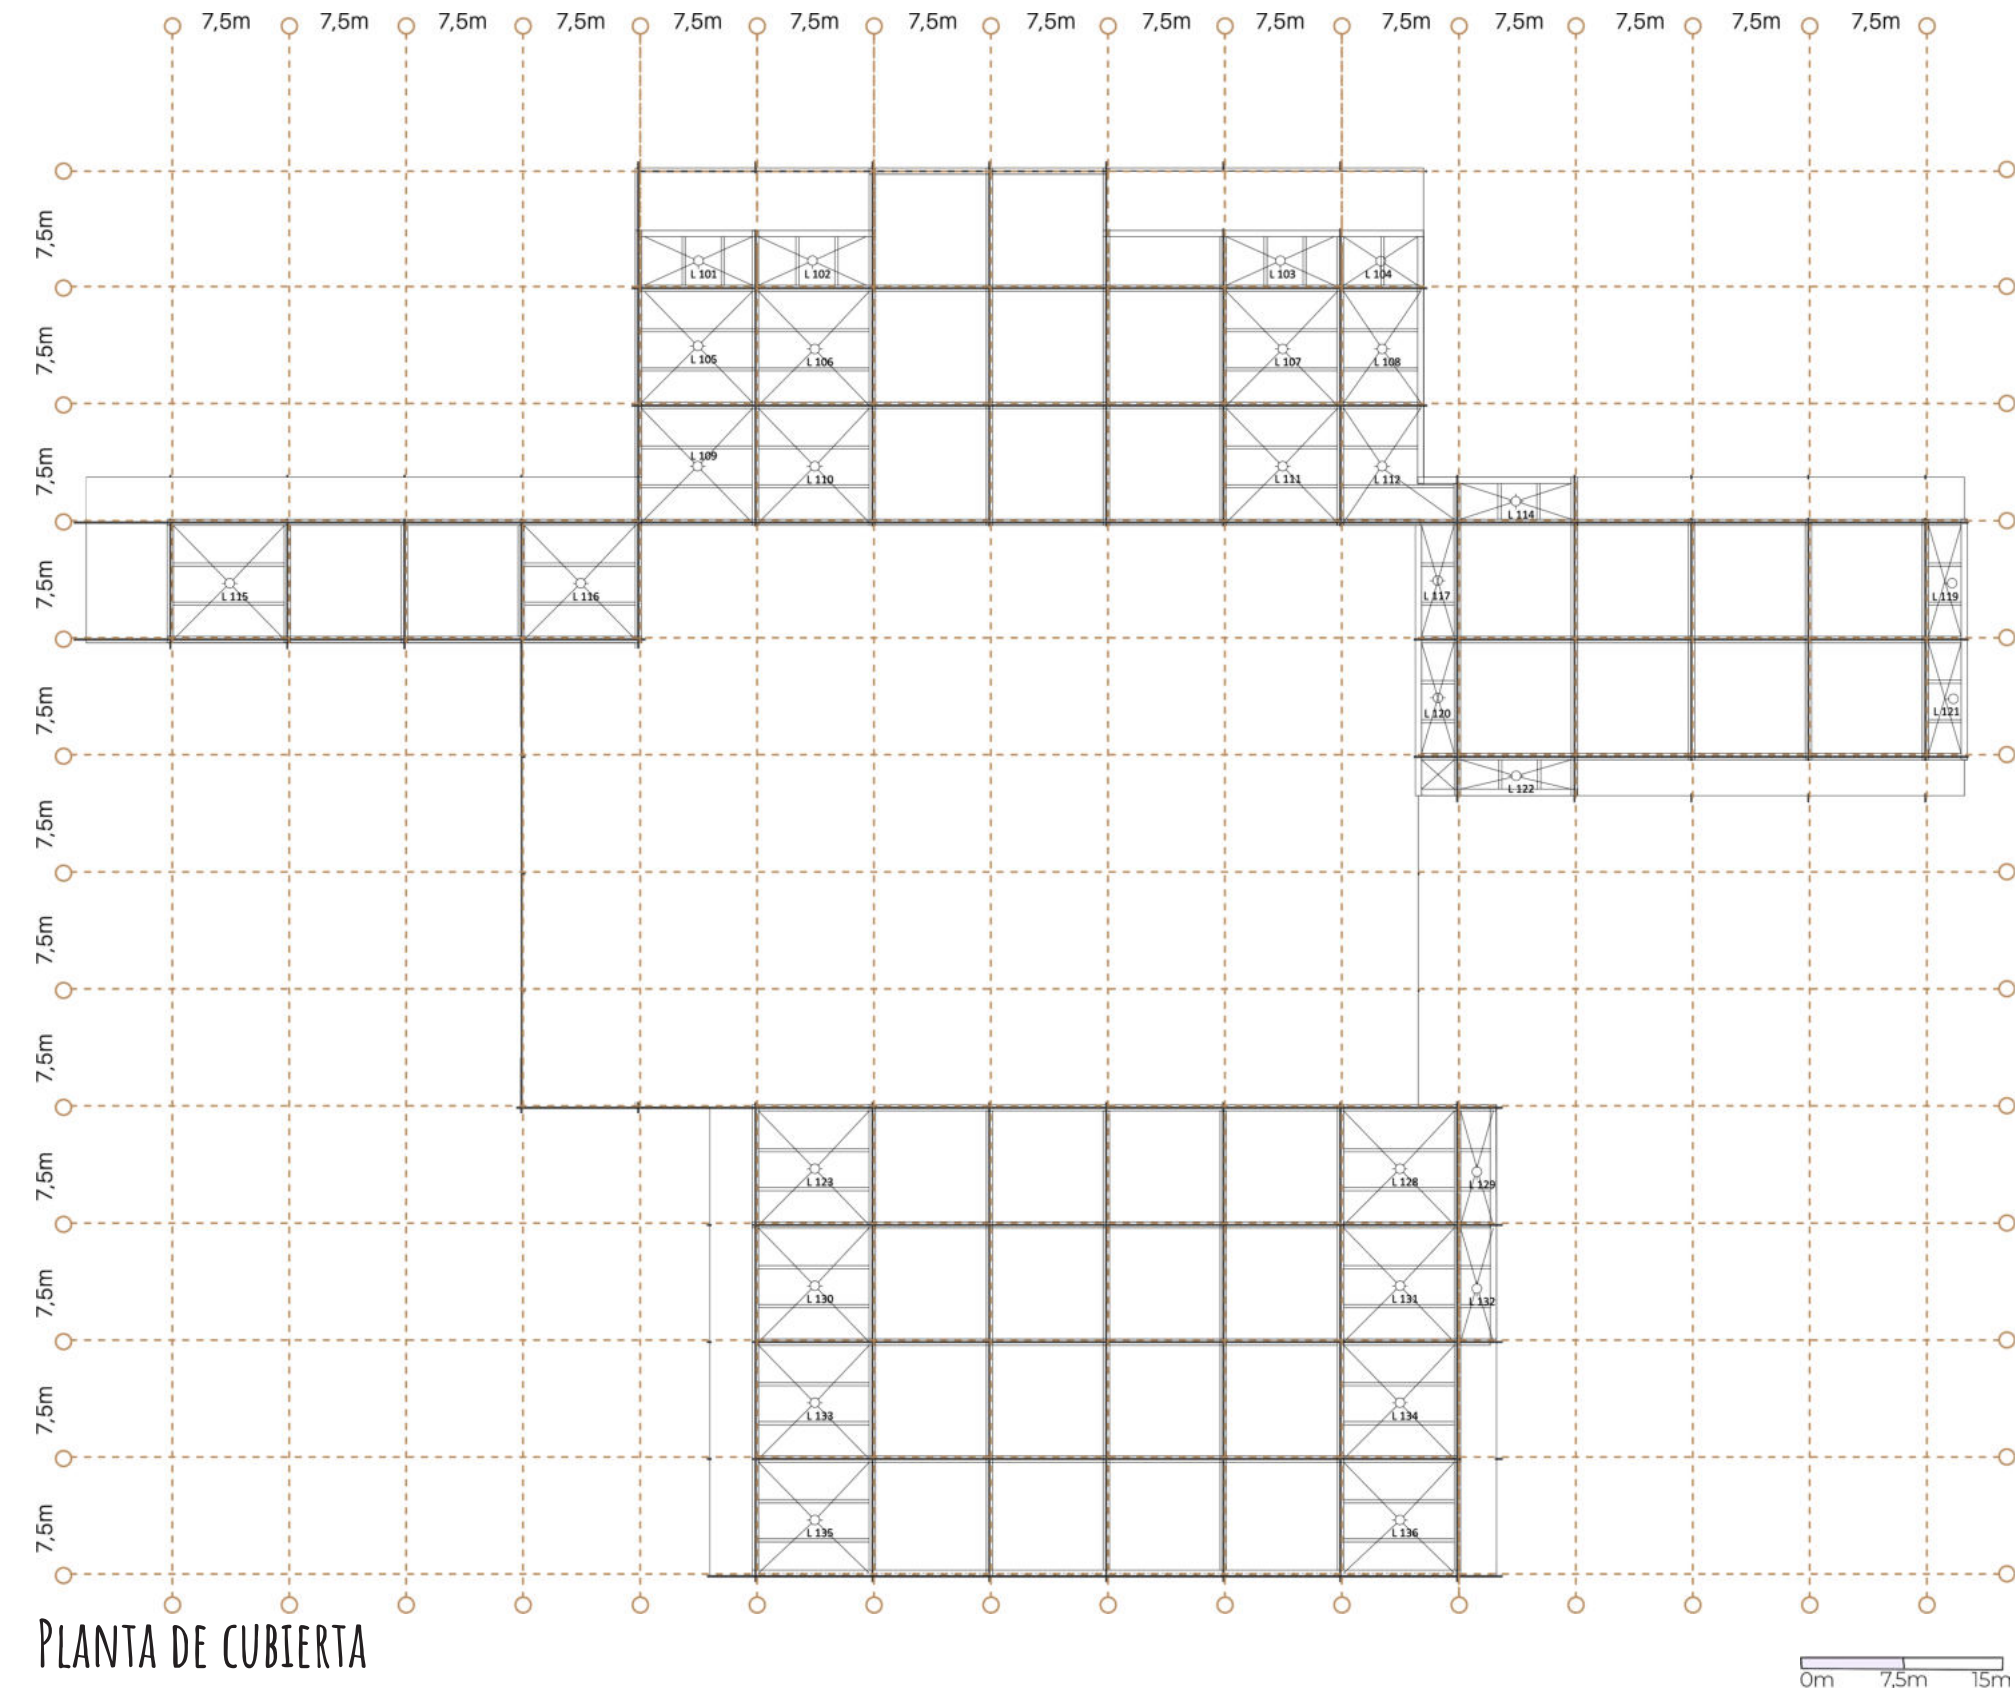 7,5m 7,5m 7,5m 7,5m 7,5m 7,5m 7,5m 7,5m 7,5m 7,5m 7,5m 7,5m 7,5m 7,5m 7,5m
7,5m
L 101 L 102 L 103 L 104
7,5m
L 105 L 106 L 107 L 108
7,5m
L 109 L 110 L 111 L 112
L 114
7,5m
L 115 L 116 L 117 L 119
7,5m
L 120 L 121
L 122
7,5m
7,5m
7,5m
7,5m
L 123 L 128 L 129
7,5m
L 130 L 131 L 132
7,5m
L 133 L 134
7,5m
L 135 L 136
PLANTA DE CUBIERTA
0m 7,5m 15m